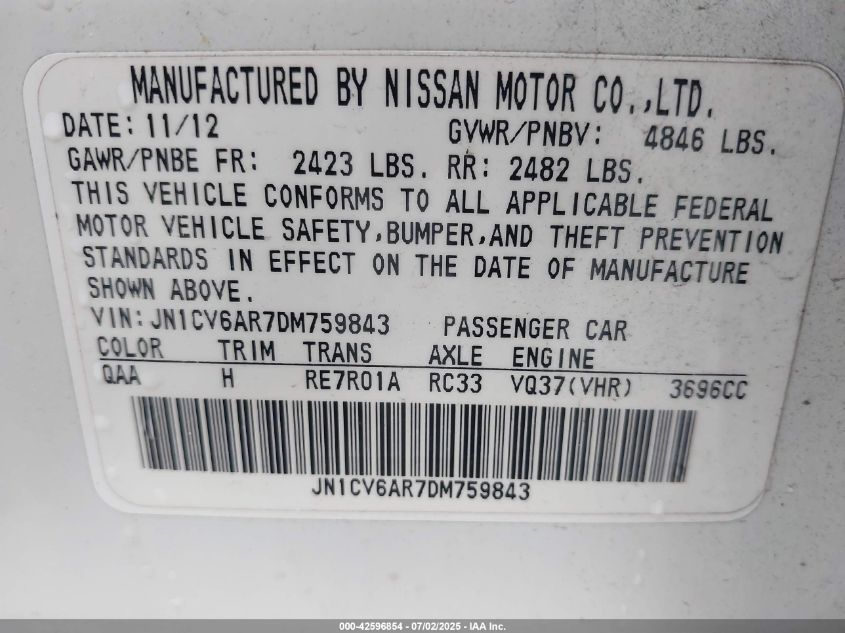 MANUFACTURED BY NISSAN MOTOR CO.,LTD.
DATE: 11/12 GVWR/PNBV: 4846 LBS.
GAWR/PNBE FR: 2423 LBS. RR: 2482 LBS.
THIS VEHICLE CONFORMS TO ALL APPLICABLE FEDERAL
MOTOR VEHICLE SAFETY,BUMPER,AND THEFT PREVENTION
STANDARDS IN EFFECT ON THE DATE OF MANUFACTURE
SHOWN ABOVE.
VIN:JN1CV6AR7DM759843 PASSENGER CAR
COLOR TRIM TRANS AXLE ENGINE
QAA H RE7R01A RC33 VQ37(VHR) 3696CC
JN1CV6AR7DM759843
000-42596854 - 07/02/2025 - IAA Inc.